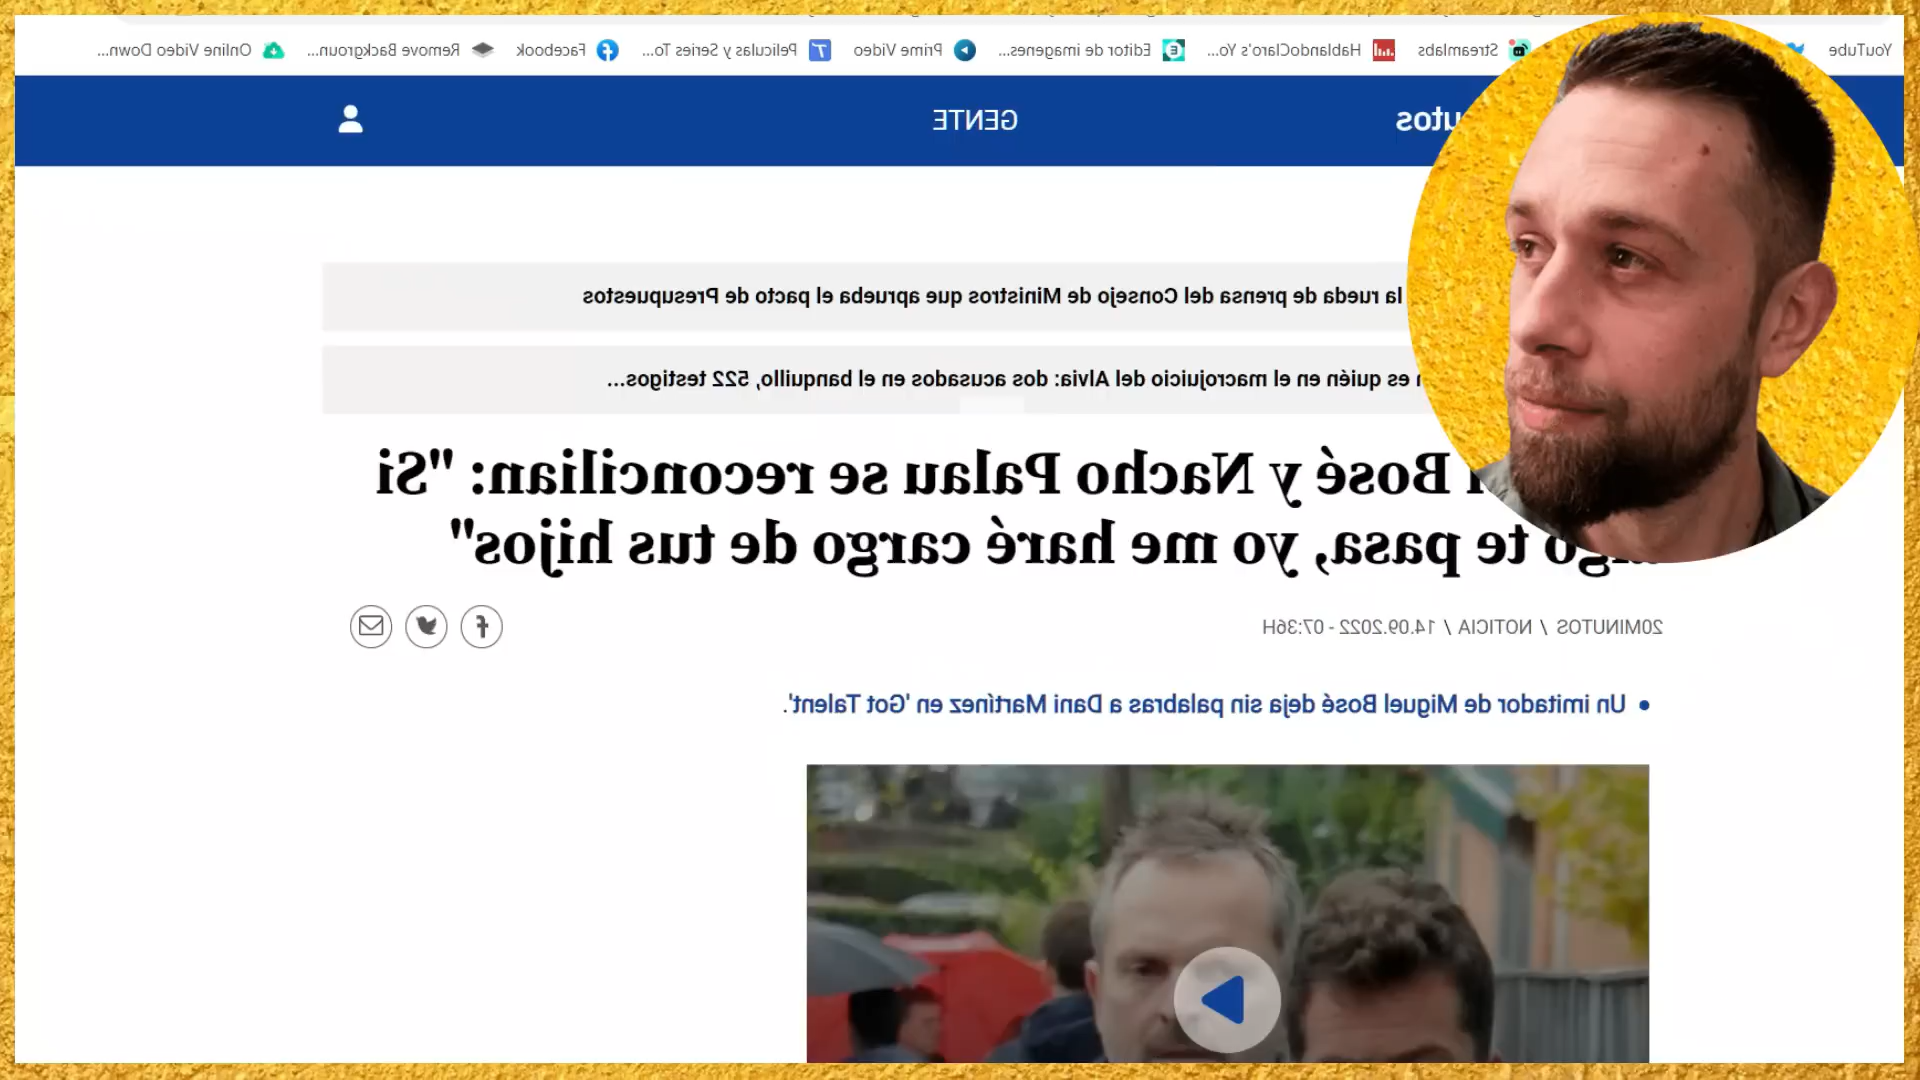 YouTube Streamlabs HablandoClaro's Yo... Editor de imagenes... Prime Video Peliculas y Series To... Facebook Remove Backgroun... Online Video Down...
utos GENTE
la rueda de prensa del Consejo de Ministros que aprueba el pacto de Presupuestos
es quién en el macrojuicio del Alvia: dos acusados en el banquillo, 522 testigos...
Bosé y Nacho Palau se reconcilian: "Si
te pasa, yo me haré cargo de tus hijos"
20MINUTOS / NOTICIA / 14.09.2022 - 07:36H
• Un imitador de Miguel Bosé deja sin palabras a Dani Martínez en 'Got Talent'.